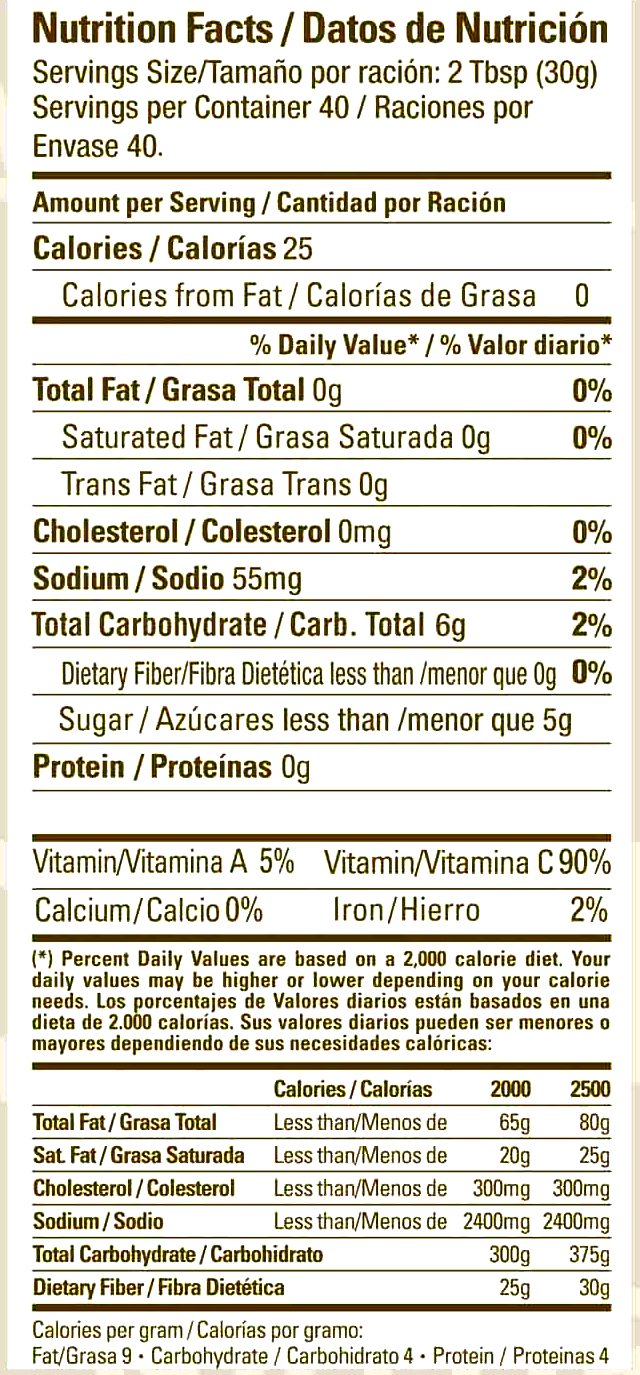 Nutrition Facts / Datos de Nutrición
Servings Size/Tamaño por ración: 2 Tbsp (30g)
Servings per Container 40 / Raciones por
Envase 40.
Amount per Serving / Cantidad por Ración
Calories / Calorías 25
Calories from Fat / Calorías de Grasa 0
% Daily Value* / % Valor diario*
Total Fat / Grasa Total 0g 0%
Saturated Fat / Grasa Saturada 0g 0%
Trans Fat / Grasa Trans 0g
Cholesterol / Colesterol 0mg 0%
Sodium / Sodio 55mg 2%
Total Carbohydrate / Carb. Total 6g 2%
Dietary Fiber/Fibra Dietética less than /menor que 0g 0%
Sugar / Azúcares less than /menor que 5g
Protein / Proteínas 0g
Vitamin/Vitamina A 5% Vitamin/Vitamina C 90%
Calcium/Calcio 0% Iron/Hierro 2%
(*) Percent Daily Values are based on a 2,000 calorie diet. Your
daily values may be higher or lower depending on your calorie
needs. Los porcentajes de Valores diarios están basados en una
dieta de 2.000 calorías. Sus valores diarios pueden ser menores o
mayores dependiendo de sus necesidades calóricas:
Calories / Calorías 2000 2500
Total Fat / Grasa Total Less than/Menos de 65g 80g
Sat. Fat / Grasa Saturada Less than/Menos de 20g 25g
Cholesterol / Colesterol Less than/Menos de 300mg 300mg
Sodium / Sodio Less than/Menos de 2400mg 2400mg
Total Carbohydrate / Carbohidrato 300g 375g
Dietary Fiber / Fibra Dietética 25g 30g
Calories per gram / Calorías por gramo:
Fat/Grasa 9 · Carbohydrate / Carbohidrato 4 · Protein / Proteinas 4